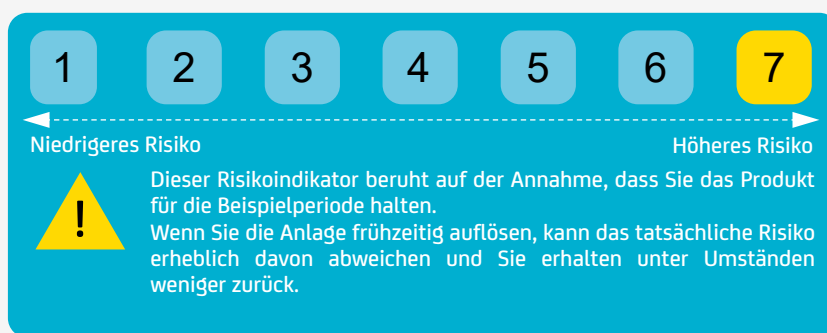 1 2 3 4 5 6 7
Niedrigeres Risiko Höheres Risiko
!
Dieser Risikoindikator beruht auf der Annahme, dass Sie das Produkt
für die Beispielperiode halten.
Wenn Sie die Anlage frühzeitig auflösen, kann das tatsächliche Risiko
erheblich davon abweichen und Sie erhalten unter Umständen
weniger zurück.